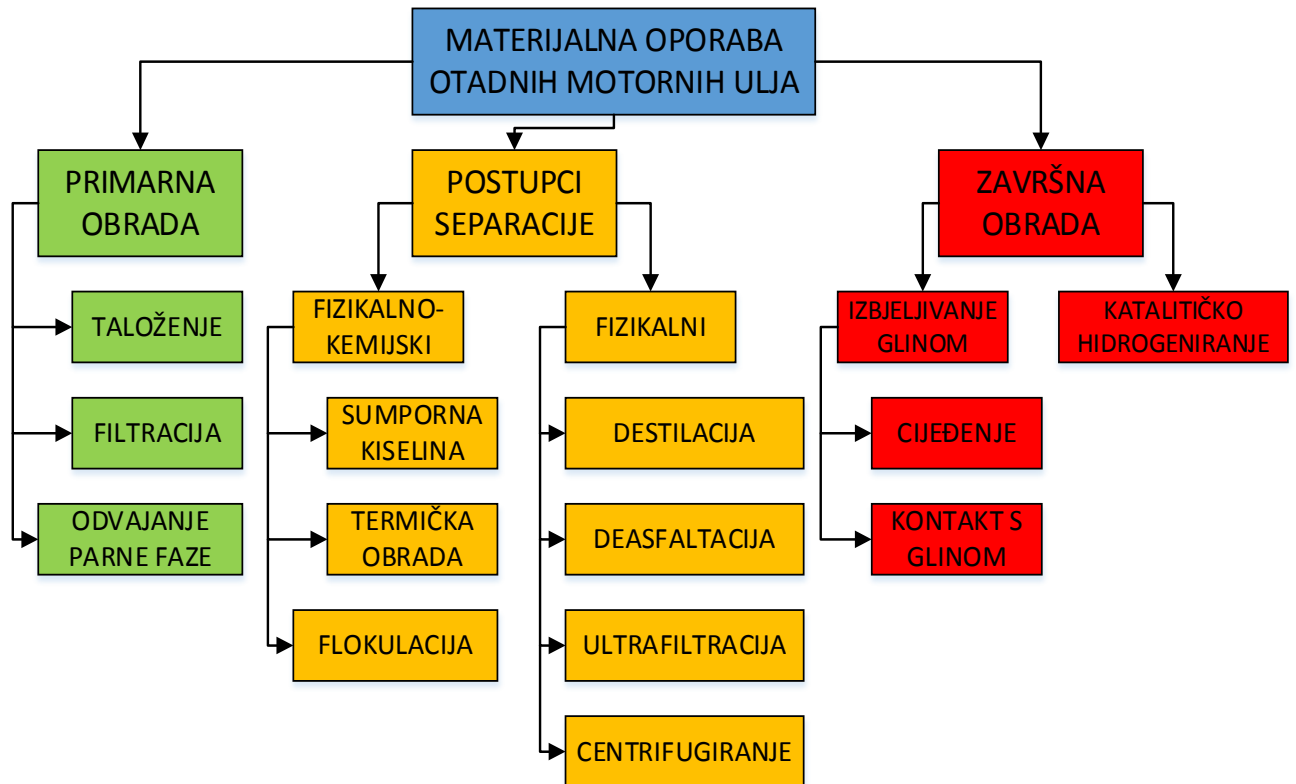 MATERIJALNA OPORABA
OTADNIH MOTORNIH ULJA
PRIMARNA
OBRADA
TALOŽENJE
FILTRACIJA
ODVAJANJE
PARNE FAZE
POSTUPCI
SEPARACIJE
FIZIKALNO-
KEMIJSKI
SUMPORNA
KISELINA
TERMIČKA
OBRADA
FLOKULACIJA
FIZIKALNI
DESTILACIJA
DEASFALTACIJA
ULTRAFILTRACIJA
CENTRIFUGIRANJE
ZAVRŠNA
OBRADA
IZBJELJIVANJE
GLINOM
CIJEĐENJE
KONTAKT S
GLINOM
KATALITIČKO
HIDROGENIRANJE